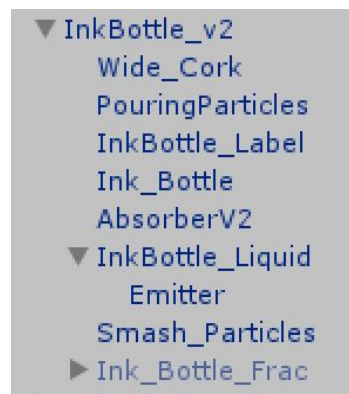 InkBottle_v2
Wide_Cork
PouringParticles
InkBottle_Label
Ink_Bottle
AbsorberV2
InkBottle_Liquid
Emitter
Smash_Particles
Ink_Bottle_Frac